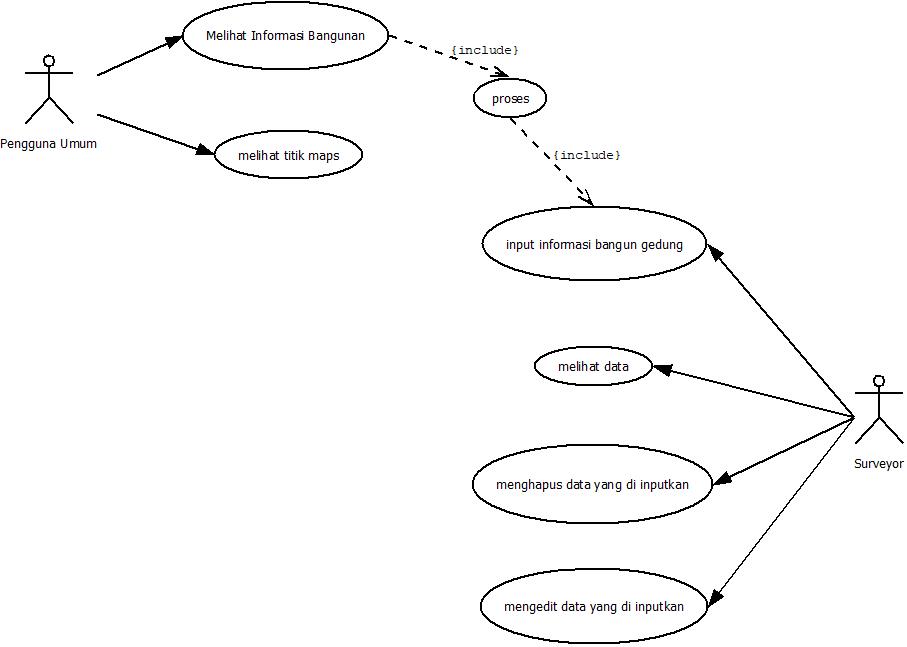 Melihat Informasi Bangunan
{include}
proses
Pengguna Umum
melihat titik maps
{include}
input informasi bangun gedung
melihat data
Surveyor
menghapus data yang di inputkan
mengedit data yang di inputkan